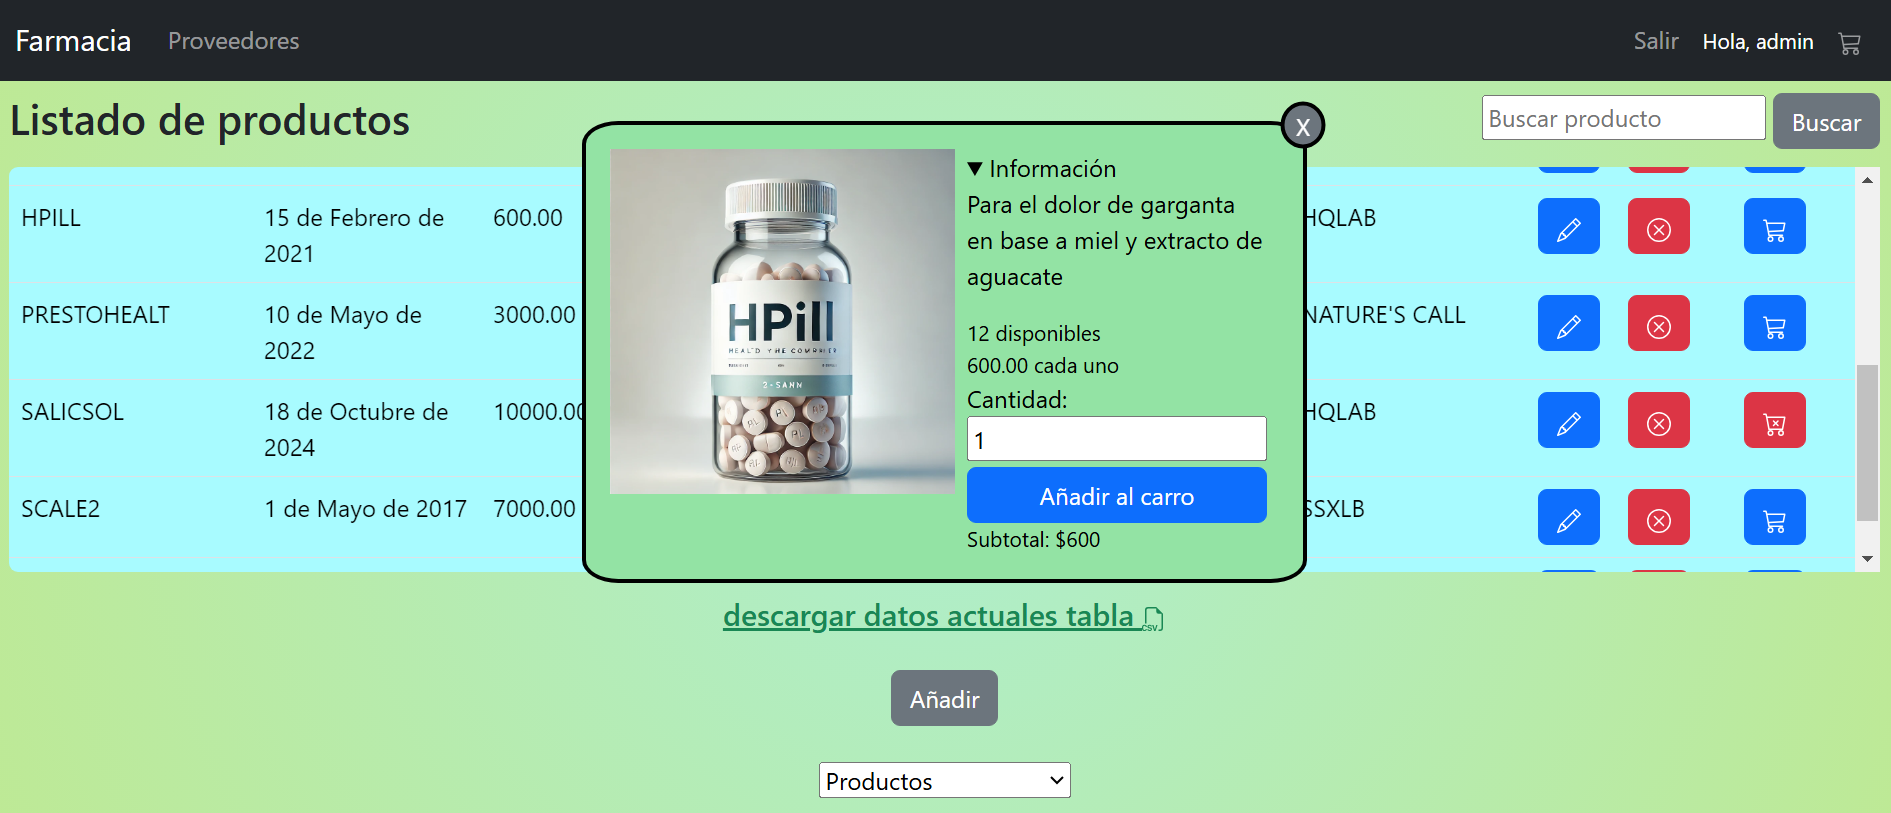 Farmacia Proveedores Salir Hola, admin
Listado de productos
Buscar producto Buscar
HPILL 15 de Febrero de 2021 600.00 HQLAB
PRESTOHEALT 10 de Mayo de 2022 3000.00 NATURE'S CALL
SALICSOL 18 de Octubre de 2024 10000.00 HQLAB
SCALE2 1 de Mayo de 2017 7000.00 SSXLB
X
HPill
2-SANN
▼ Información
Para el dolor de garganta
en base a miel y extracto de
aguacate
12 disponibles
600.00 cada uno
Cantidad:
1
Añadir al carro
Subtotal: $600
descargar datos actuales tabla CSV
Añadir
Productos